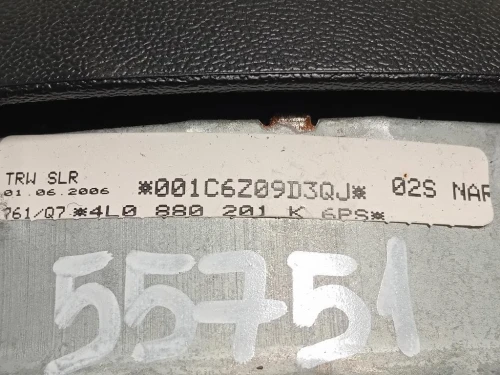 TRW SLR
01.06.2006 *001C6Z09D3QJ* 02S NAR
761/Q7 *4L0 880 201 K 6PS*
55751